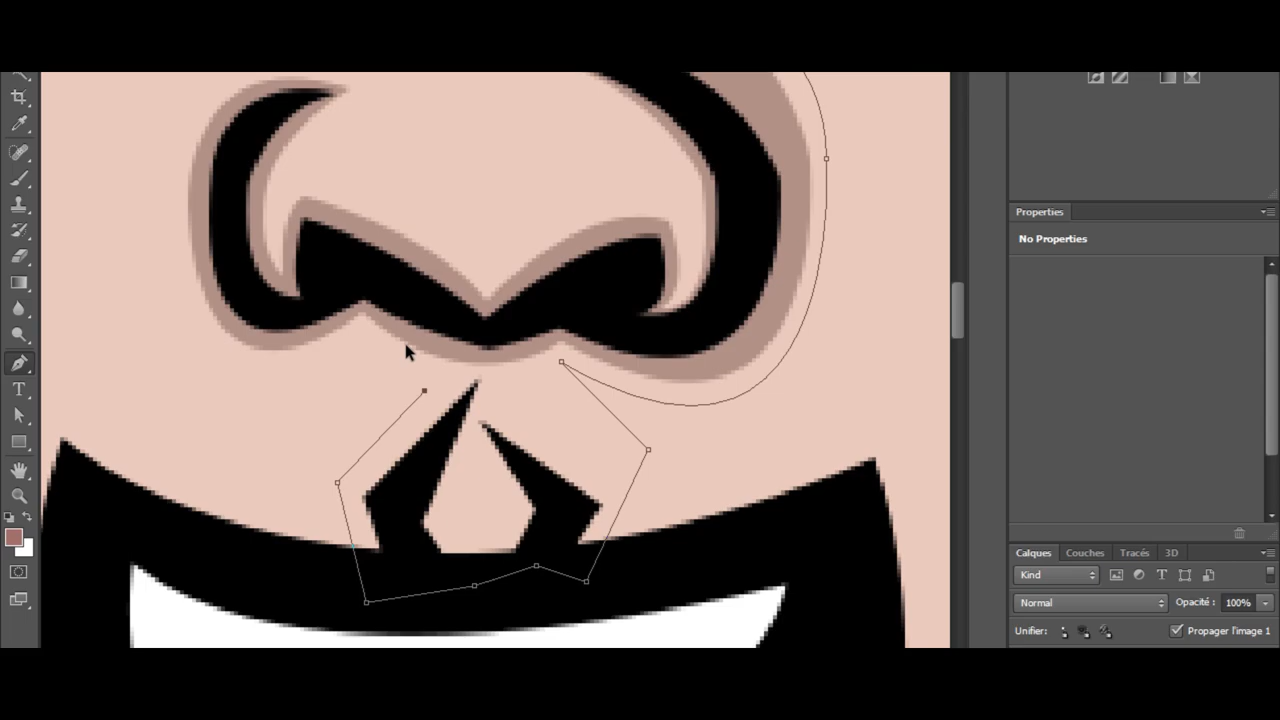 Properties
No Properties
Calques Couches Tracés 3D
Kind
Normal Opacité : 100%
Unifier: Propager l'image 1